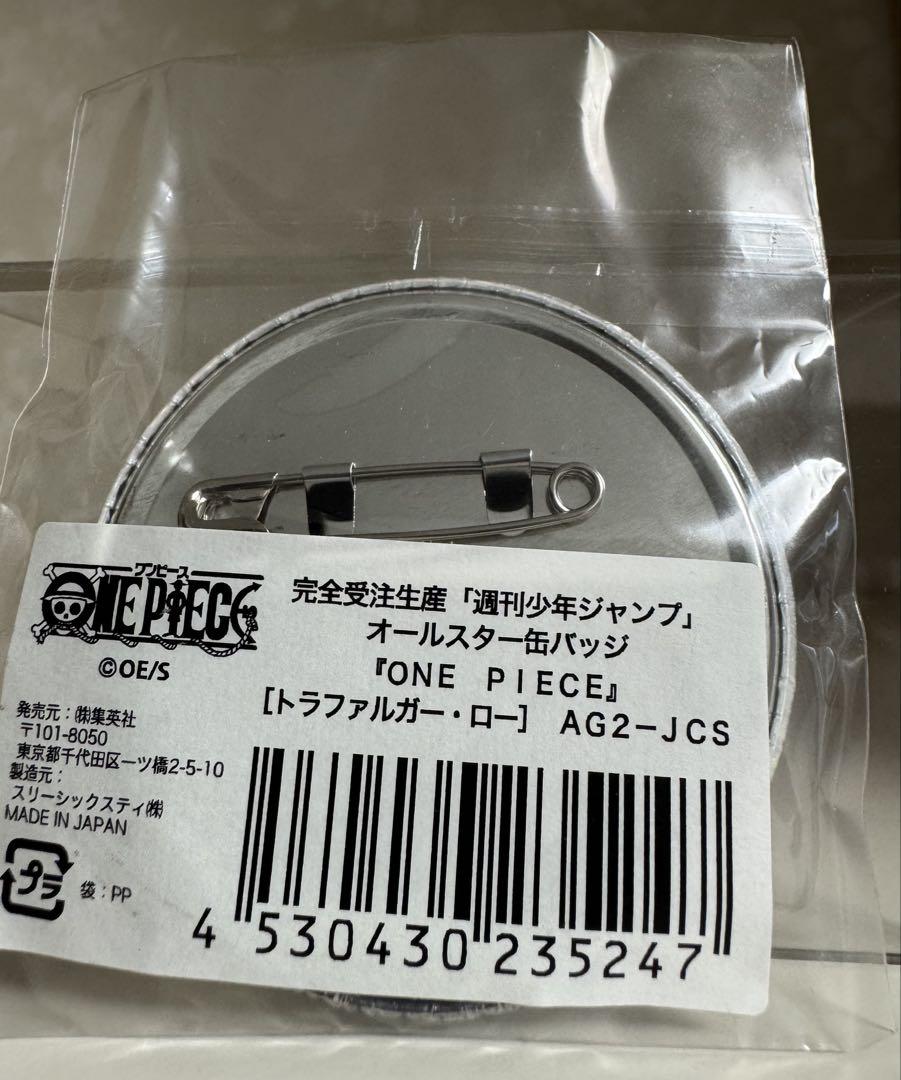 ワンピース
ONE PIECE
©OE/S
完全受注生産「週刊少年ジャンプ」
オールスター缶バッジ
『ONE PIECE』
[トラファルガー・ロー] AG2-JCS
発売元：㈱集英社
〒101-8050
東京都千代田区一ツ橋2-5-10
製造元：
スリーシックスティ㈱
MADE IN JAPAN
プラ
袋：PP
4 530430 235247